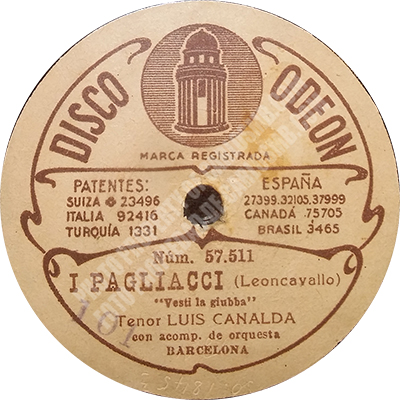 DISCO ODEON
MARCA REGISTRADA
PATENTES:
SUIZA 23496
ITALIA 92416
TURQUÍA 1331
ESPAÑA
27399.32105.37999
CANADÁ 75705
BRASIL 3465
Núm. 57.511
I PAGLIACCI (Leoncavallo)
"Vesti la giubba"
Tenor LUIS CANALDA
con acomp. de orquesta
BARCELONA
101